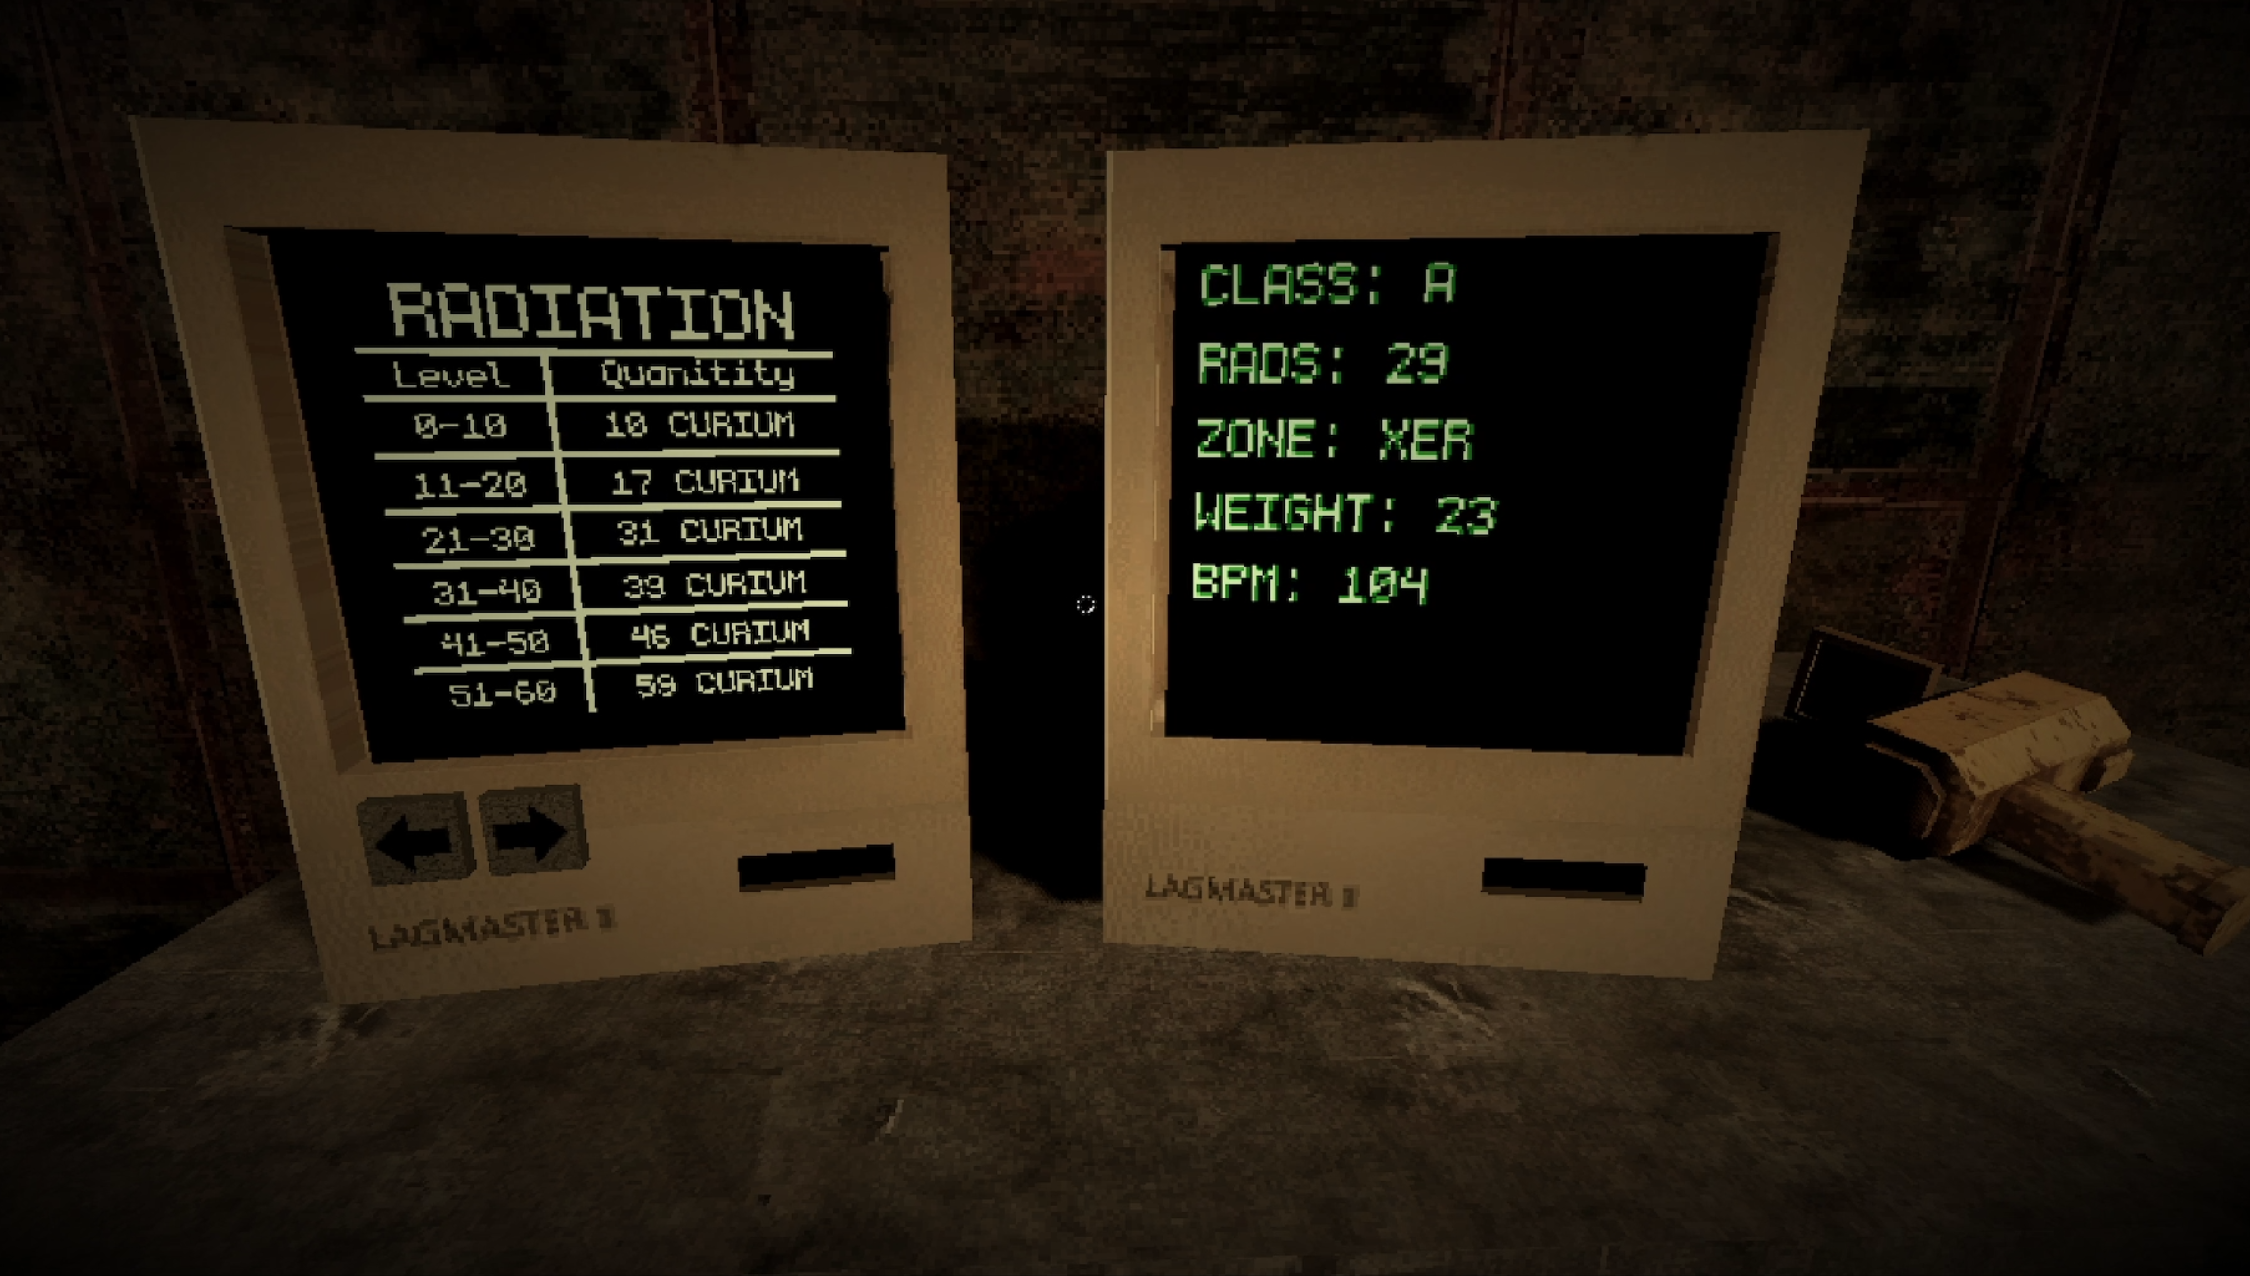 RADIATION
Level Quanitity
0-10 10 CURIUM
11-20 17 CURIUM
21-30 31 CURIUM
31-40 39 CURIUM
41-50 46 CURIUM
51-60 59 CURIUM
LAGMASTER
CLASS: A
RADS: 29
ZONE: XER
WEIGHT: 23
BPM: 104
LAGMASTER